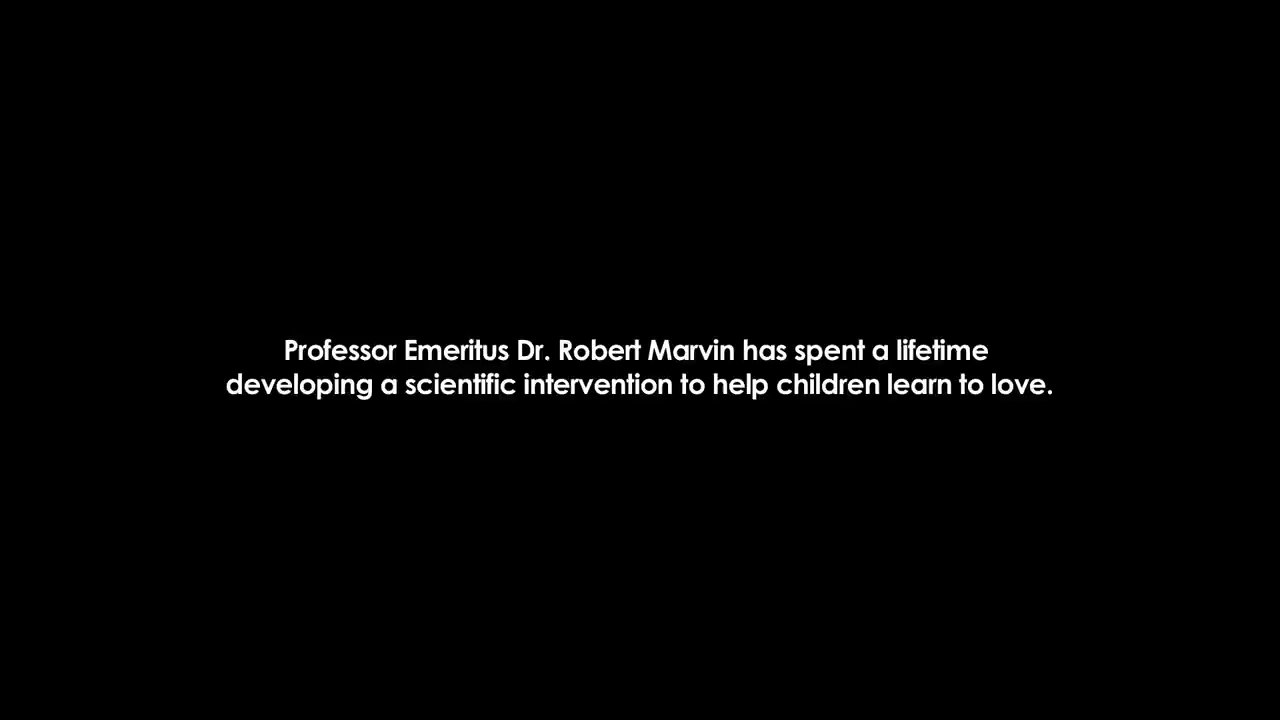 Professor Emeritus Dr. Robert Marvin has spent a lifetime
developing a scientific intervention to help children learn to love.